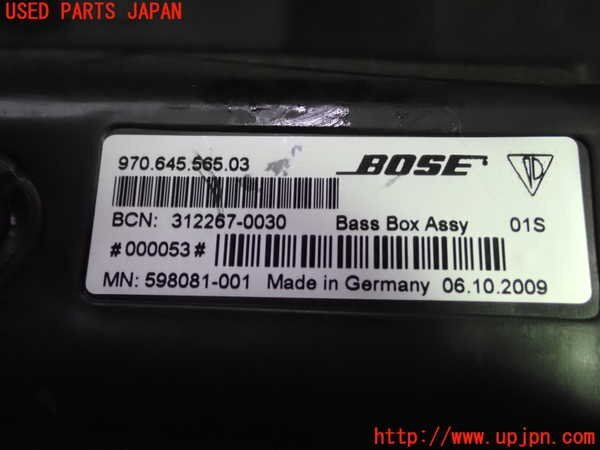 USED PARTS JAPAN
970.645.565.03
BOSE
BCN: 312267-0030 Bass Box Assy 01S
#000053#
MN: 598081-001 Made in Germany 06.10.2009
http://www.upjpn.com/